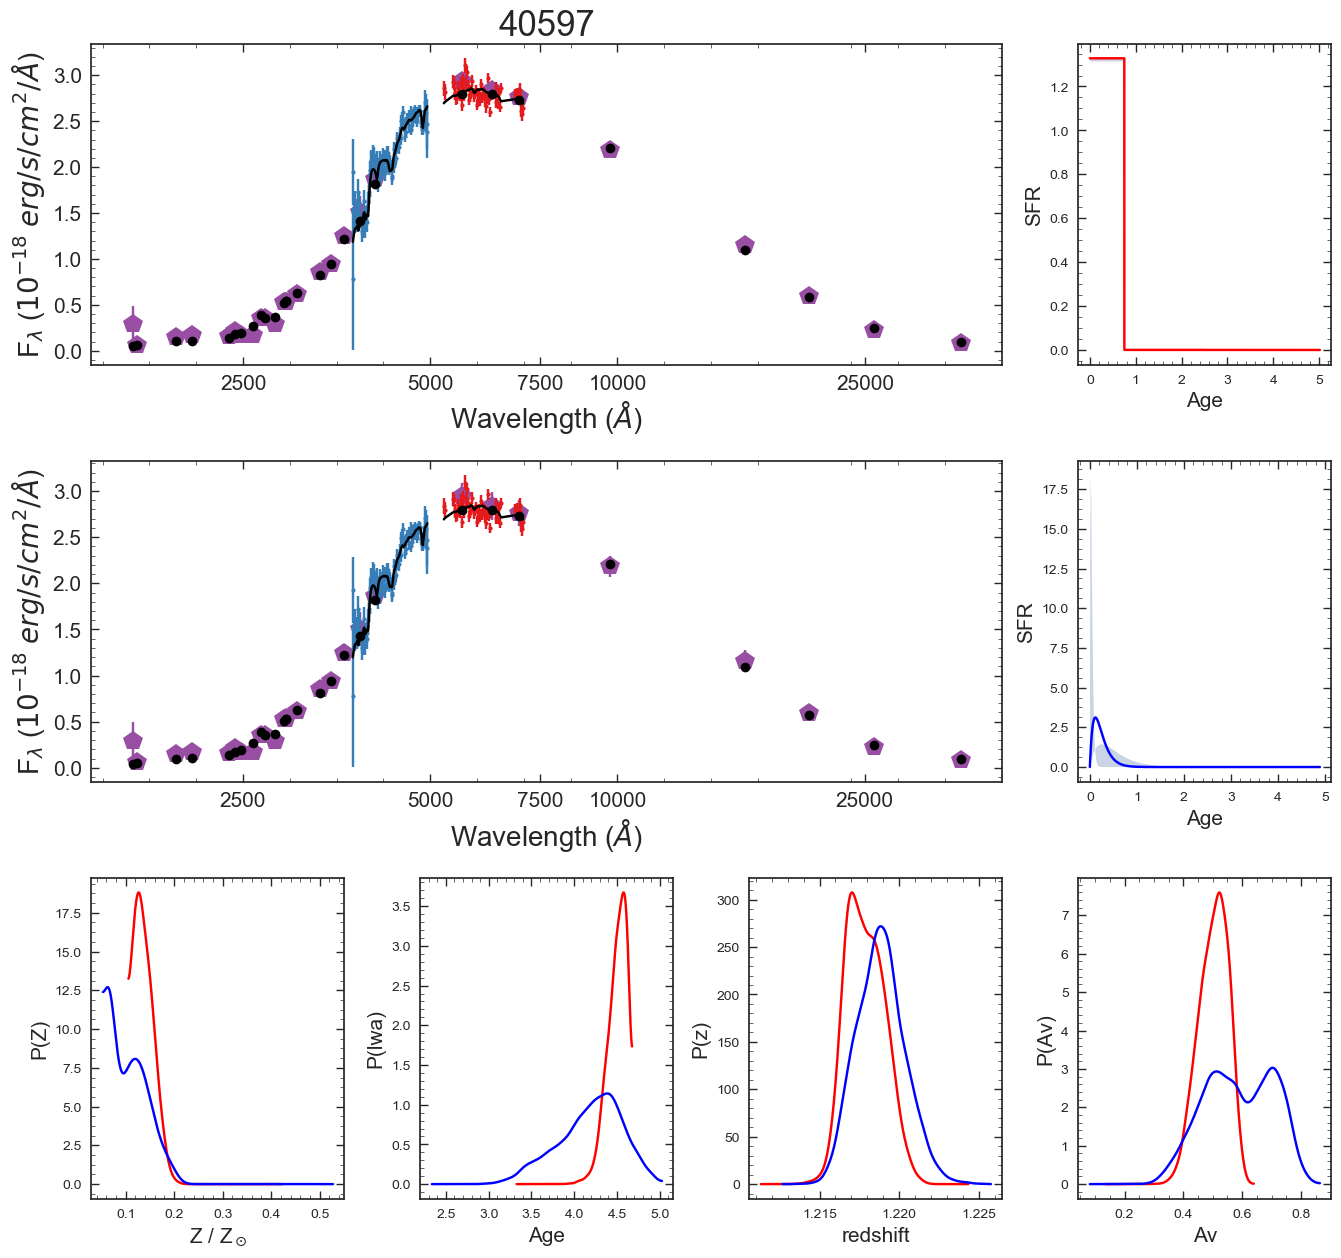 40597
3.0
2.5
2.0
1.5
1.0
0.5
0.0
F_λ (10^{-18} erg/s/cm^2/Å)
2500 5000 7500 10000 25000
Wavelength (Å)
1.2
1.0
0.8
0.6
0.4
0.2
0.0
SFR
0 1 2 3 4 5
Age
3.0
2.5
2.0
1.5
1.0
0.5
0.0
F_λ (10^{-18} erg/s/cm^2/Å)
2500 5000 7500 10000 25000
Wavelength (Å)
17.5
15.0
12.5
10.0
7.5
5.0
2.5
0.0
SFR
0 1 2 3 4 5
Age
17.5
15.0
12.5
10.0
7.5
5.0
2.5
0.0
P(Z)
0.1 0.2 0.3 0.4 0.5
Z / Z_⊙
3.5
3.0
2.5
2.0
1.5
1.0
0.5
0.0
P(lwa)
2.5 3.0 3.5 4.0 4.5 5.0
Age
300
250
200
150
100
50
0
P(z)
1.215 1.220 1.225
redshift
7
6
5
4
3
2
1
0
P(Av)
0.2 0.4 0.6 0.8
Av